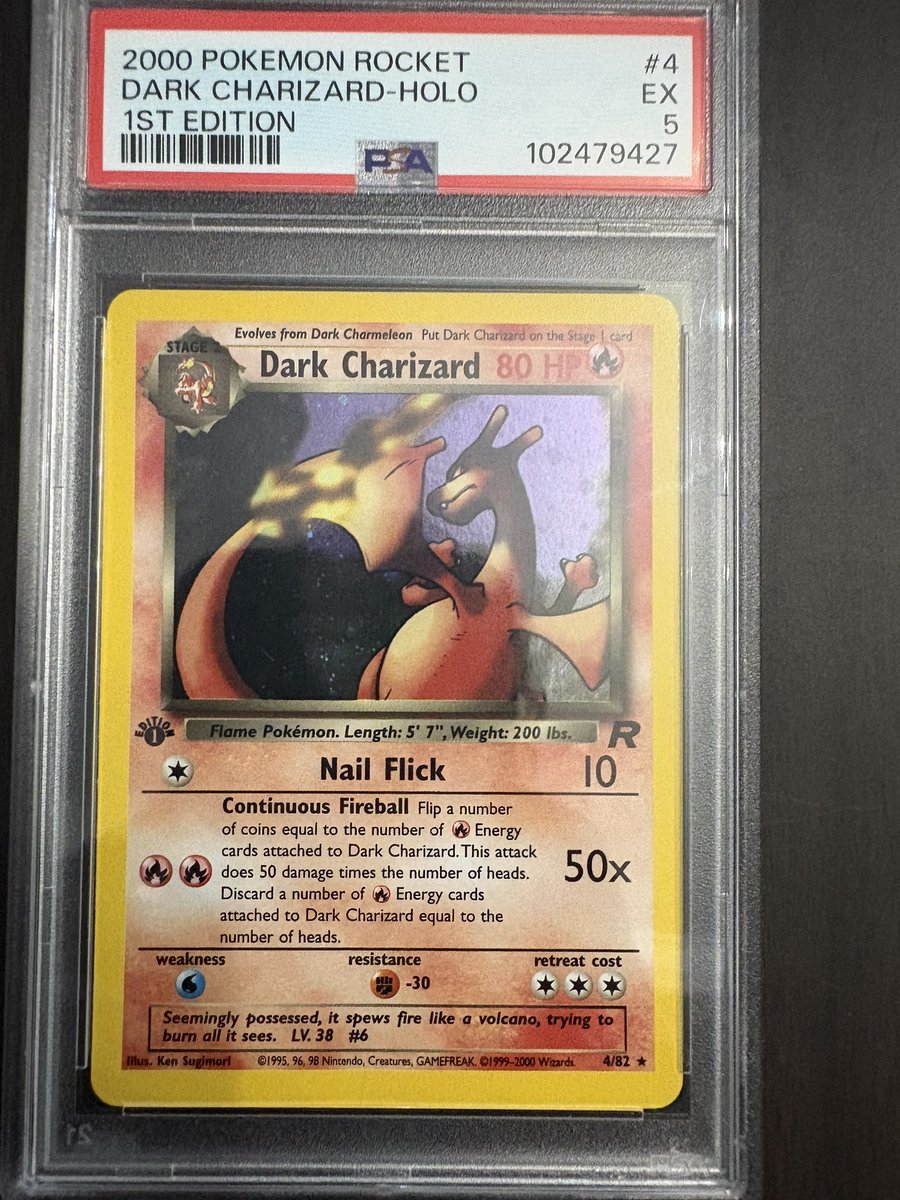 2000 POKEMON ROCKET #4
DARK CHARIZARD-HOLO EX
1ST EDITION 5
PSA 102479427
Evolves from Dark Charmeleon Put Dark Charizard on the Stage 1 card
STAGE 2
Dark Charizard 80 HP
EDITION 1
Flame Pokémon. Length: 5' 7", Weight: 200 lbs.
R
Nail Flick 10
Continuous Fireball Flip a number
of coins equal to the number of Energy
cards attached to Dark Charizard. This attack
does 50 damage times the number of heads.
Discard a number of Energy cards
attached to Dark Charizard equal to the
number of heads.
50x
weakness resistance retreat cost
-30
Seemingly possessed, it spews fire like a volcano, trying to
burn all it sees. LV. 38 #6
Illus. Ken Sugimori ©1995, 96, 98 Nintendo, Creatures, GAMEFREAK. ©1999-2000 Wizards. 4/82 ★